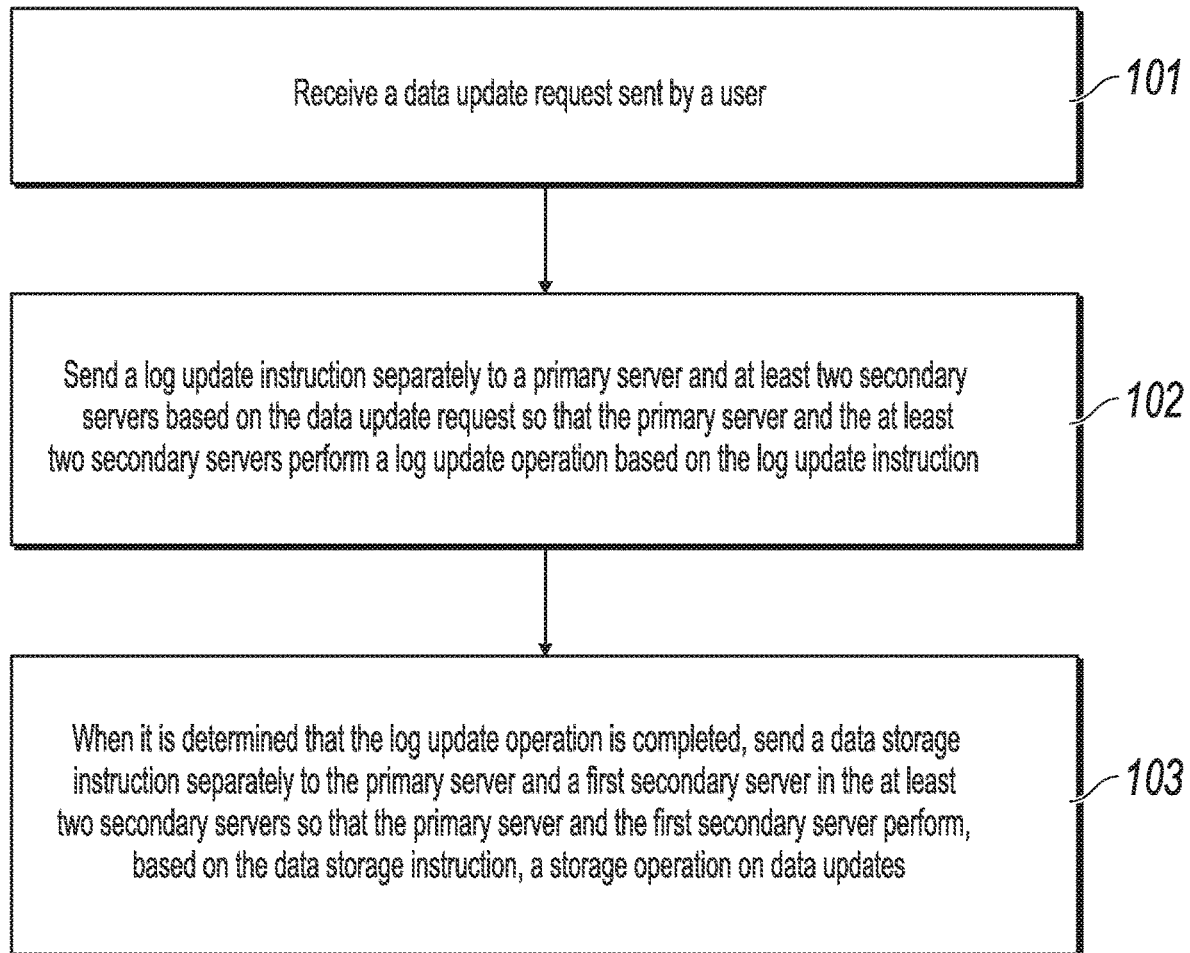 Receive a data update request sent by a user
101
Send a log update instruction separately to a primary server and at least two secondary
servers based on the data update request so that the primary server and the at least
two secondary servers perform a log update operation based on the log update instruction
102
When it is determined that the log update operation is completed, send a data storage
instruction separately to the primary server and a first secondary server in the at least
two secondary servers so that the primary server and the first secondary server perform,
based on the data storage instruction, a storage operation on data updates
103